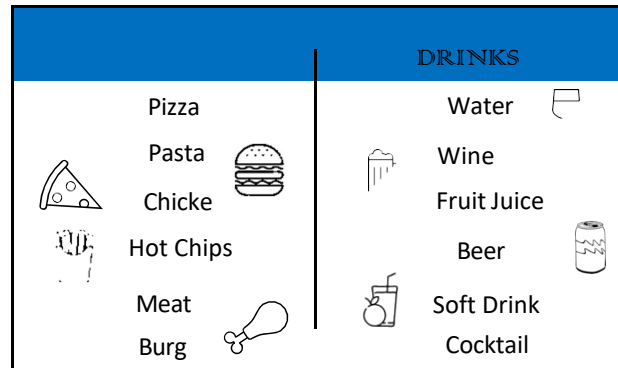 DRINKS
Pizza
Pasta
Chicke
Hot Chips
Meat
Burg
Water
Wine
Fruit Juice
Beer
Soft Drink
Cocktail